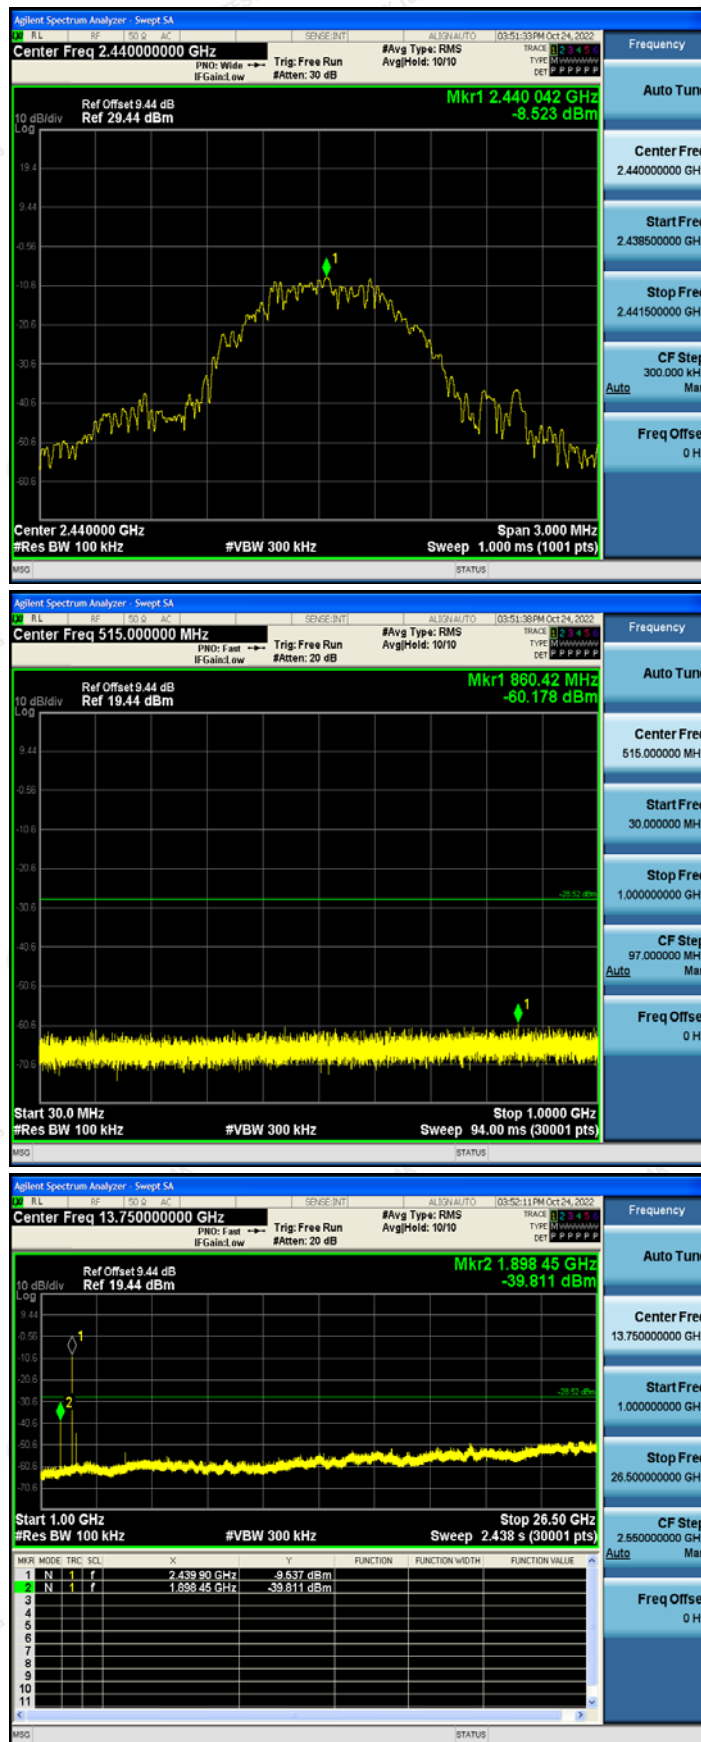 Agilent Spectrum Analyzer - Swept SA
RL RF 50 Ω AC SENSE:INT ALIGNAUTO 03:51:33PM Oct 24, 2022
Center Freq 2.440000000 GHz #Avg Type: RMS TRACE 1 2 3 4 5 6 Frequency
PNO: Wide Trig: Free Run Avg|Hold: 10/10 TYPE M
IFGain:Low #Atten: 30 dB DET P P P P P P
Auto Tun
Mkr1 2.440 042 GHz
Ref Offset 9.44 dB -8.523 dBm
10 dB/div Ref 29.44 dBm
Log
Center Fre
2.440000000 GH
19.4
9.44
Start Fre
2.438500000 GH
-0.56
1
-10.6
Stop Fre
2.441500000 GH
-20.6
-30.6
CF Ste
300.000 kH
Auto Ma
-40.6
-50.6
Freq Offse
0 H
-60.6
Center 2.440000 GHz Span 3.000 MHz
#Res BW 100 kHz #VBW 300 kHz Sweep 1.000 ms (1001 pts)
MSG STATUS
Agilent Spectrum Analyzer - Swept SA
RL RF 50 Ω AC SENSE:INT ALIGNAUTO 03:51:38PM Oct 24, 2022
Center Freq 515.000000 MHz #Avg Type: RMS TRACE 1 2 3 4 5 6 Frequency
PNO: Fast Trig: Free Run Avg|Hold: 10/10 TYPE M
IFGain:Low #Atten: 20 dB DET P P P P P P
Auto Tun
Mkr1 860.42 MHz
Ref Offset 9.44 dB -60.178 dBm
10 dB/div Ref 19.44 dBm
Log
Center Fre
515.000000 MH
9.44
-0.56
Start Fre
30.000000 MH
-10.6
-20.6
Stop Fre
1.000000000 GH
-28.52 dBm
-30.6
-40.6
CF Ste
97.000000 MH
Auto Ma
-50.6
1
-60.6
Freq Offse
0 H
-70.6
Start 30.0 MHz Stop 1.0000 GHz
#Res BW 100 kHz #VBW 300 kHz Sweep 94.00 ms (30001 pts)
MSG STATUS
Agilent Spectrum Analyzer - Swept SA
RL RF 50 Ω AC SENSE:INT ALIGNAUTO 03:52:11PM Oct 24, 2022
Center Freq 13.750000000 GHz #Avg Type: RMS TRACE 1 2 3 4 5 6 Frequency
PNO: Fast Trig: Free Run Avg|Hold: 10/10 TYPE M
IFGain:Low #Atten: 20 dB DET P P P P P P
Auto Tun
Mkr2 1.898 45 GHz
Ref Offset 9.44 dB -39.811 dBm
10 dB/div Ref 19.44 dBm
Log
9.44
Center Fre
13.750000000 GH
-0.56 1
-10.6
-20.6
Start Fre
1.000000000 GH
-28.52 dBm
-30.6 2
-40.6
-50.6
Stop Fre
26.500000000 GH
-60.6
-70.6
Start 1.00 GHz Stop 26.50 GHz
#Res BW 100 kHz #VBW 300 kHz Sweep 2.438 s (30001 pts)
CF Ste
2.550000000 GH
Auto Ma
MKR MODE TRC SCL X Y FUNCTION FUNCTION WIDTH FUNCTION VALUE
1 N 1 f 2.439 90 GHz -9.537 dBm
2 N 1 f 1.898 45 GHz -39.811 dBm
3
4
5
6
7
8
9
10
11
Freq Offse
0 H
MSG STATUS